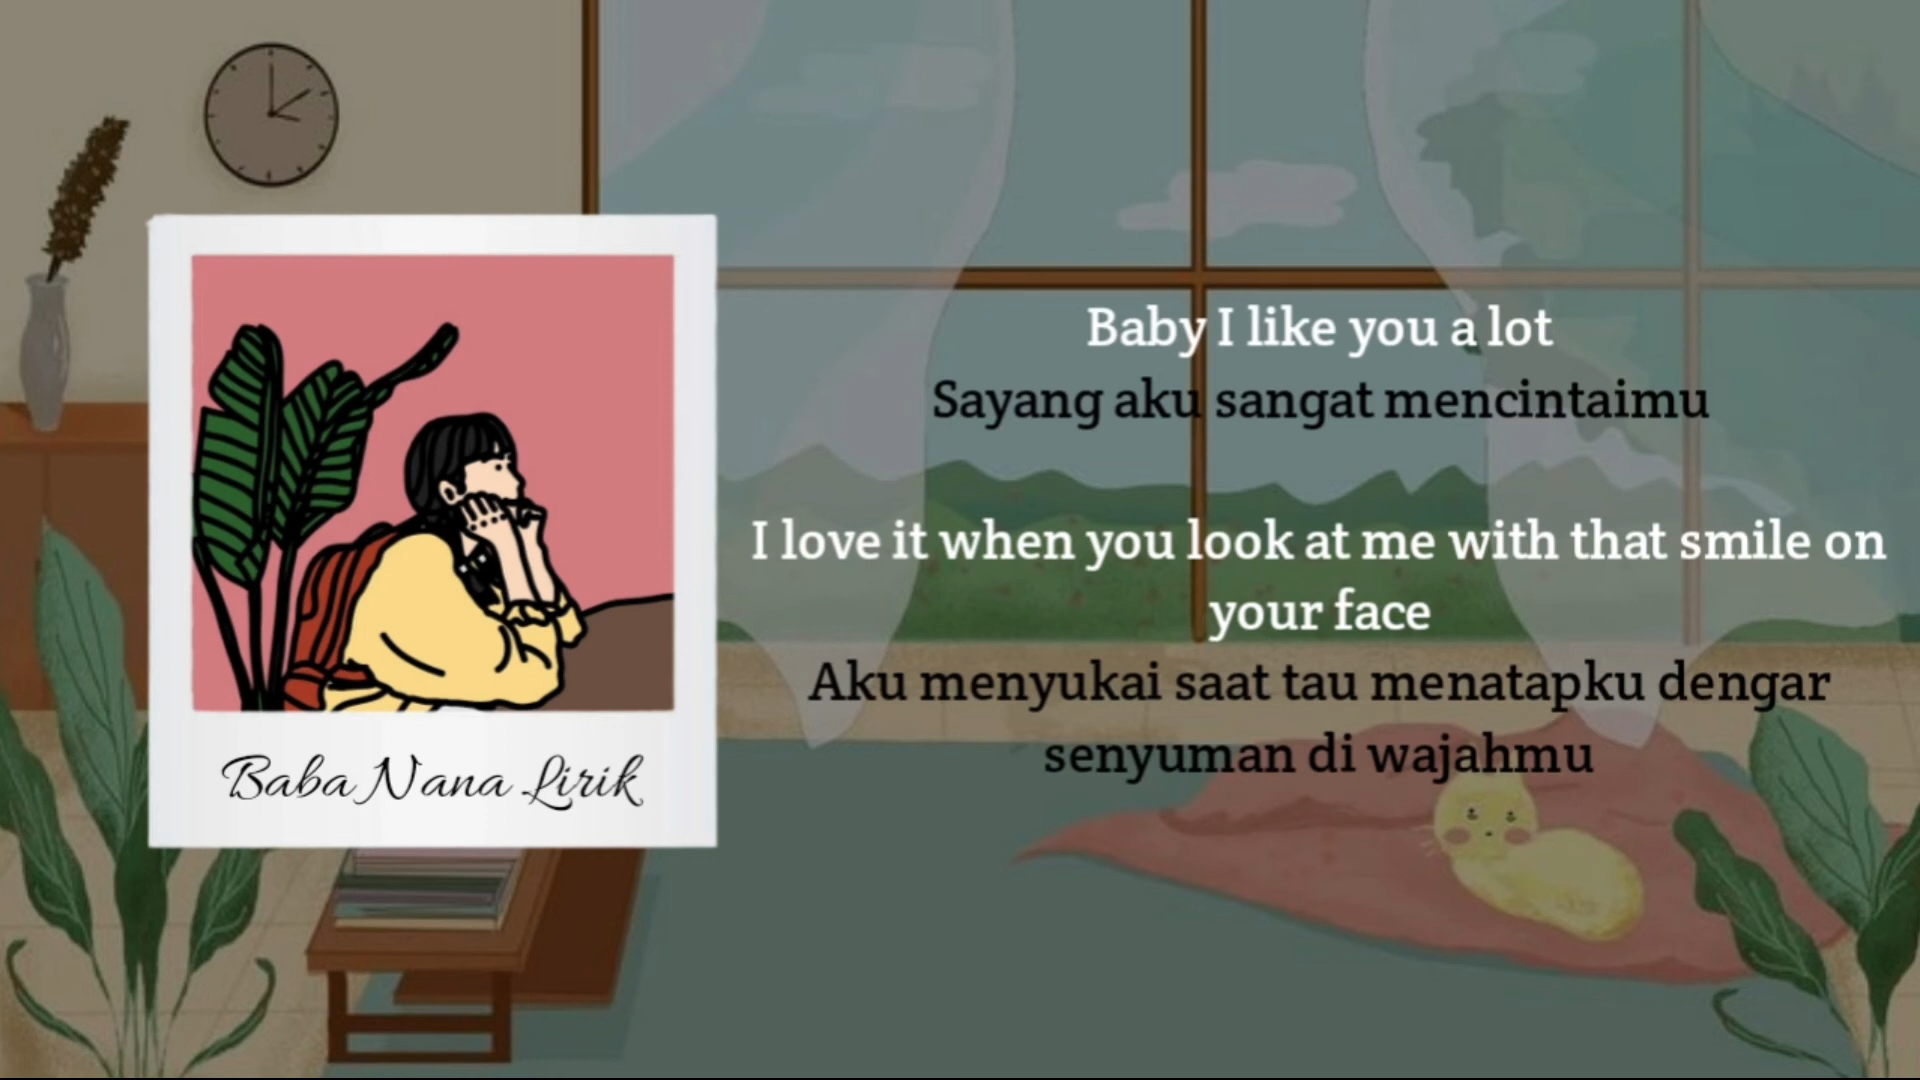 Baby I like you a lot
Sayang aku sangat mencintaimu
I love it when you look at me with that smile on
your face
Aku menyukai saat tau menatapku dengar
senyuman di wajahmu
Baba Nana Lirik